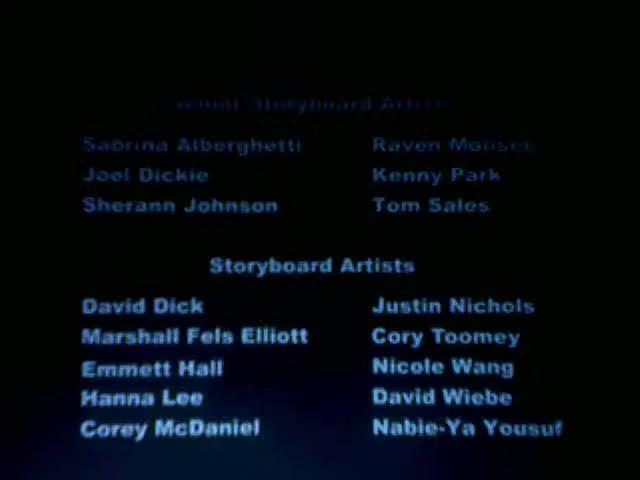 Storyboard Artists
Sabrina Alberghetti Raven Molisee
Joel Dickie Kenny Park
Sherann Johnson Tom Sales
Storyboard Artists
David Dick Justin Nichols
Marshall Fels Elliott Cory Toomey
Emmett Hall Nicole Wang
Hanna Lee David Wiebe
Corey McDaniel Nabie-Ya Yousuf